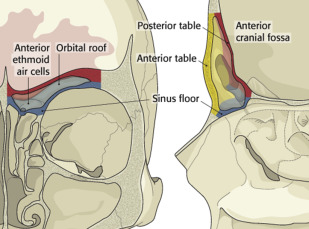 Anterior
ethmoid
air cells
Orbital roof
Posterior table
Anterior table
Sinus floor
Anterior
cranial fossa